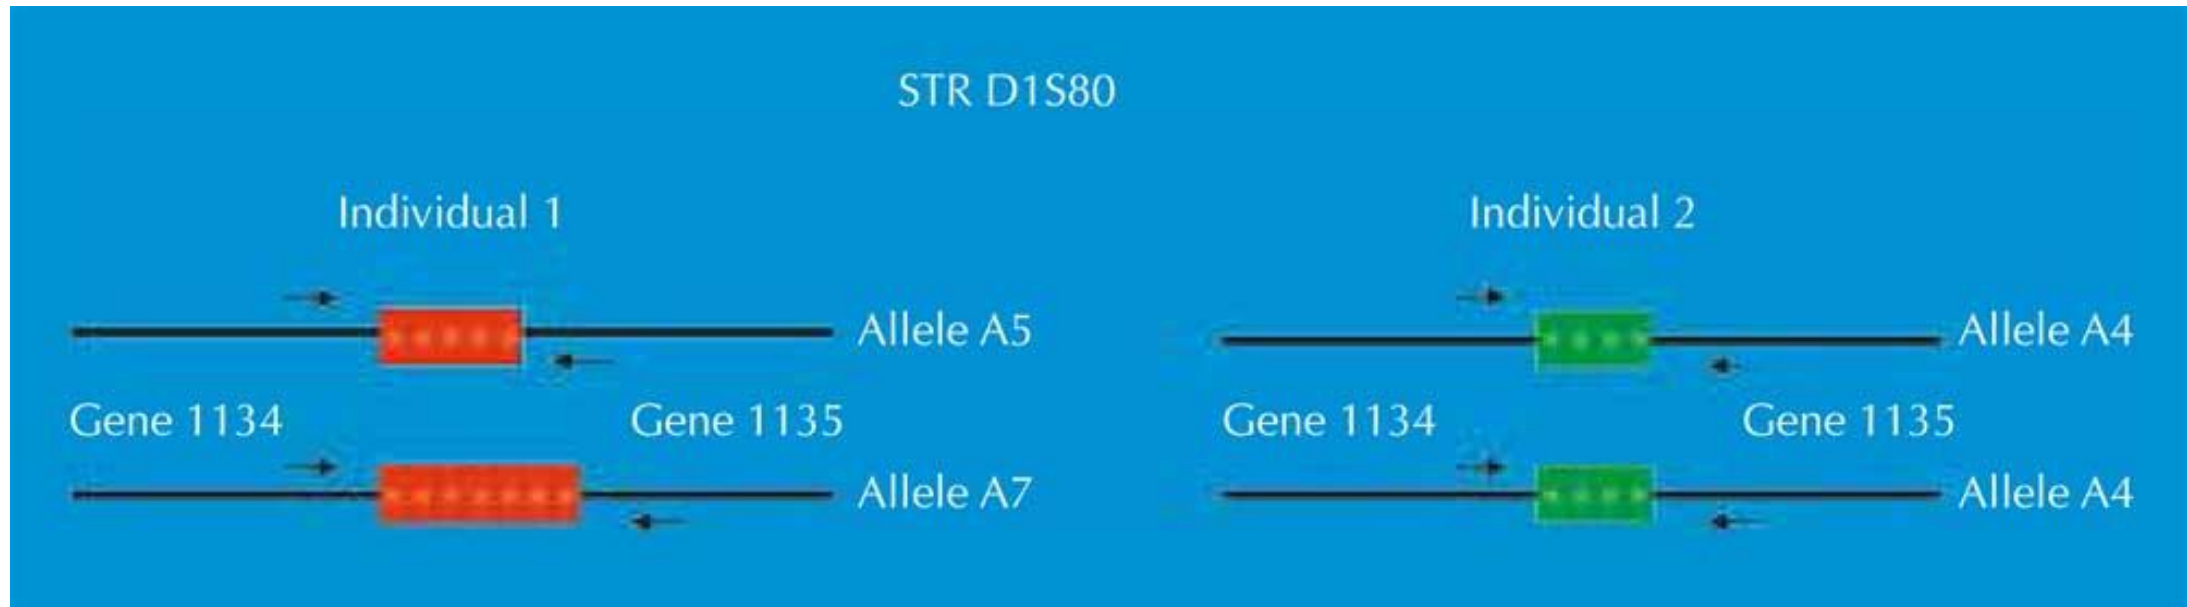 STR D1S80
Individual 1
Individual 2
Allele A5
Allele A4
Gene 1134
Gene 1135
Gene 1134
Gene 1135
Allele A7
Allele A4